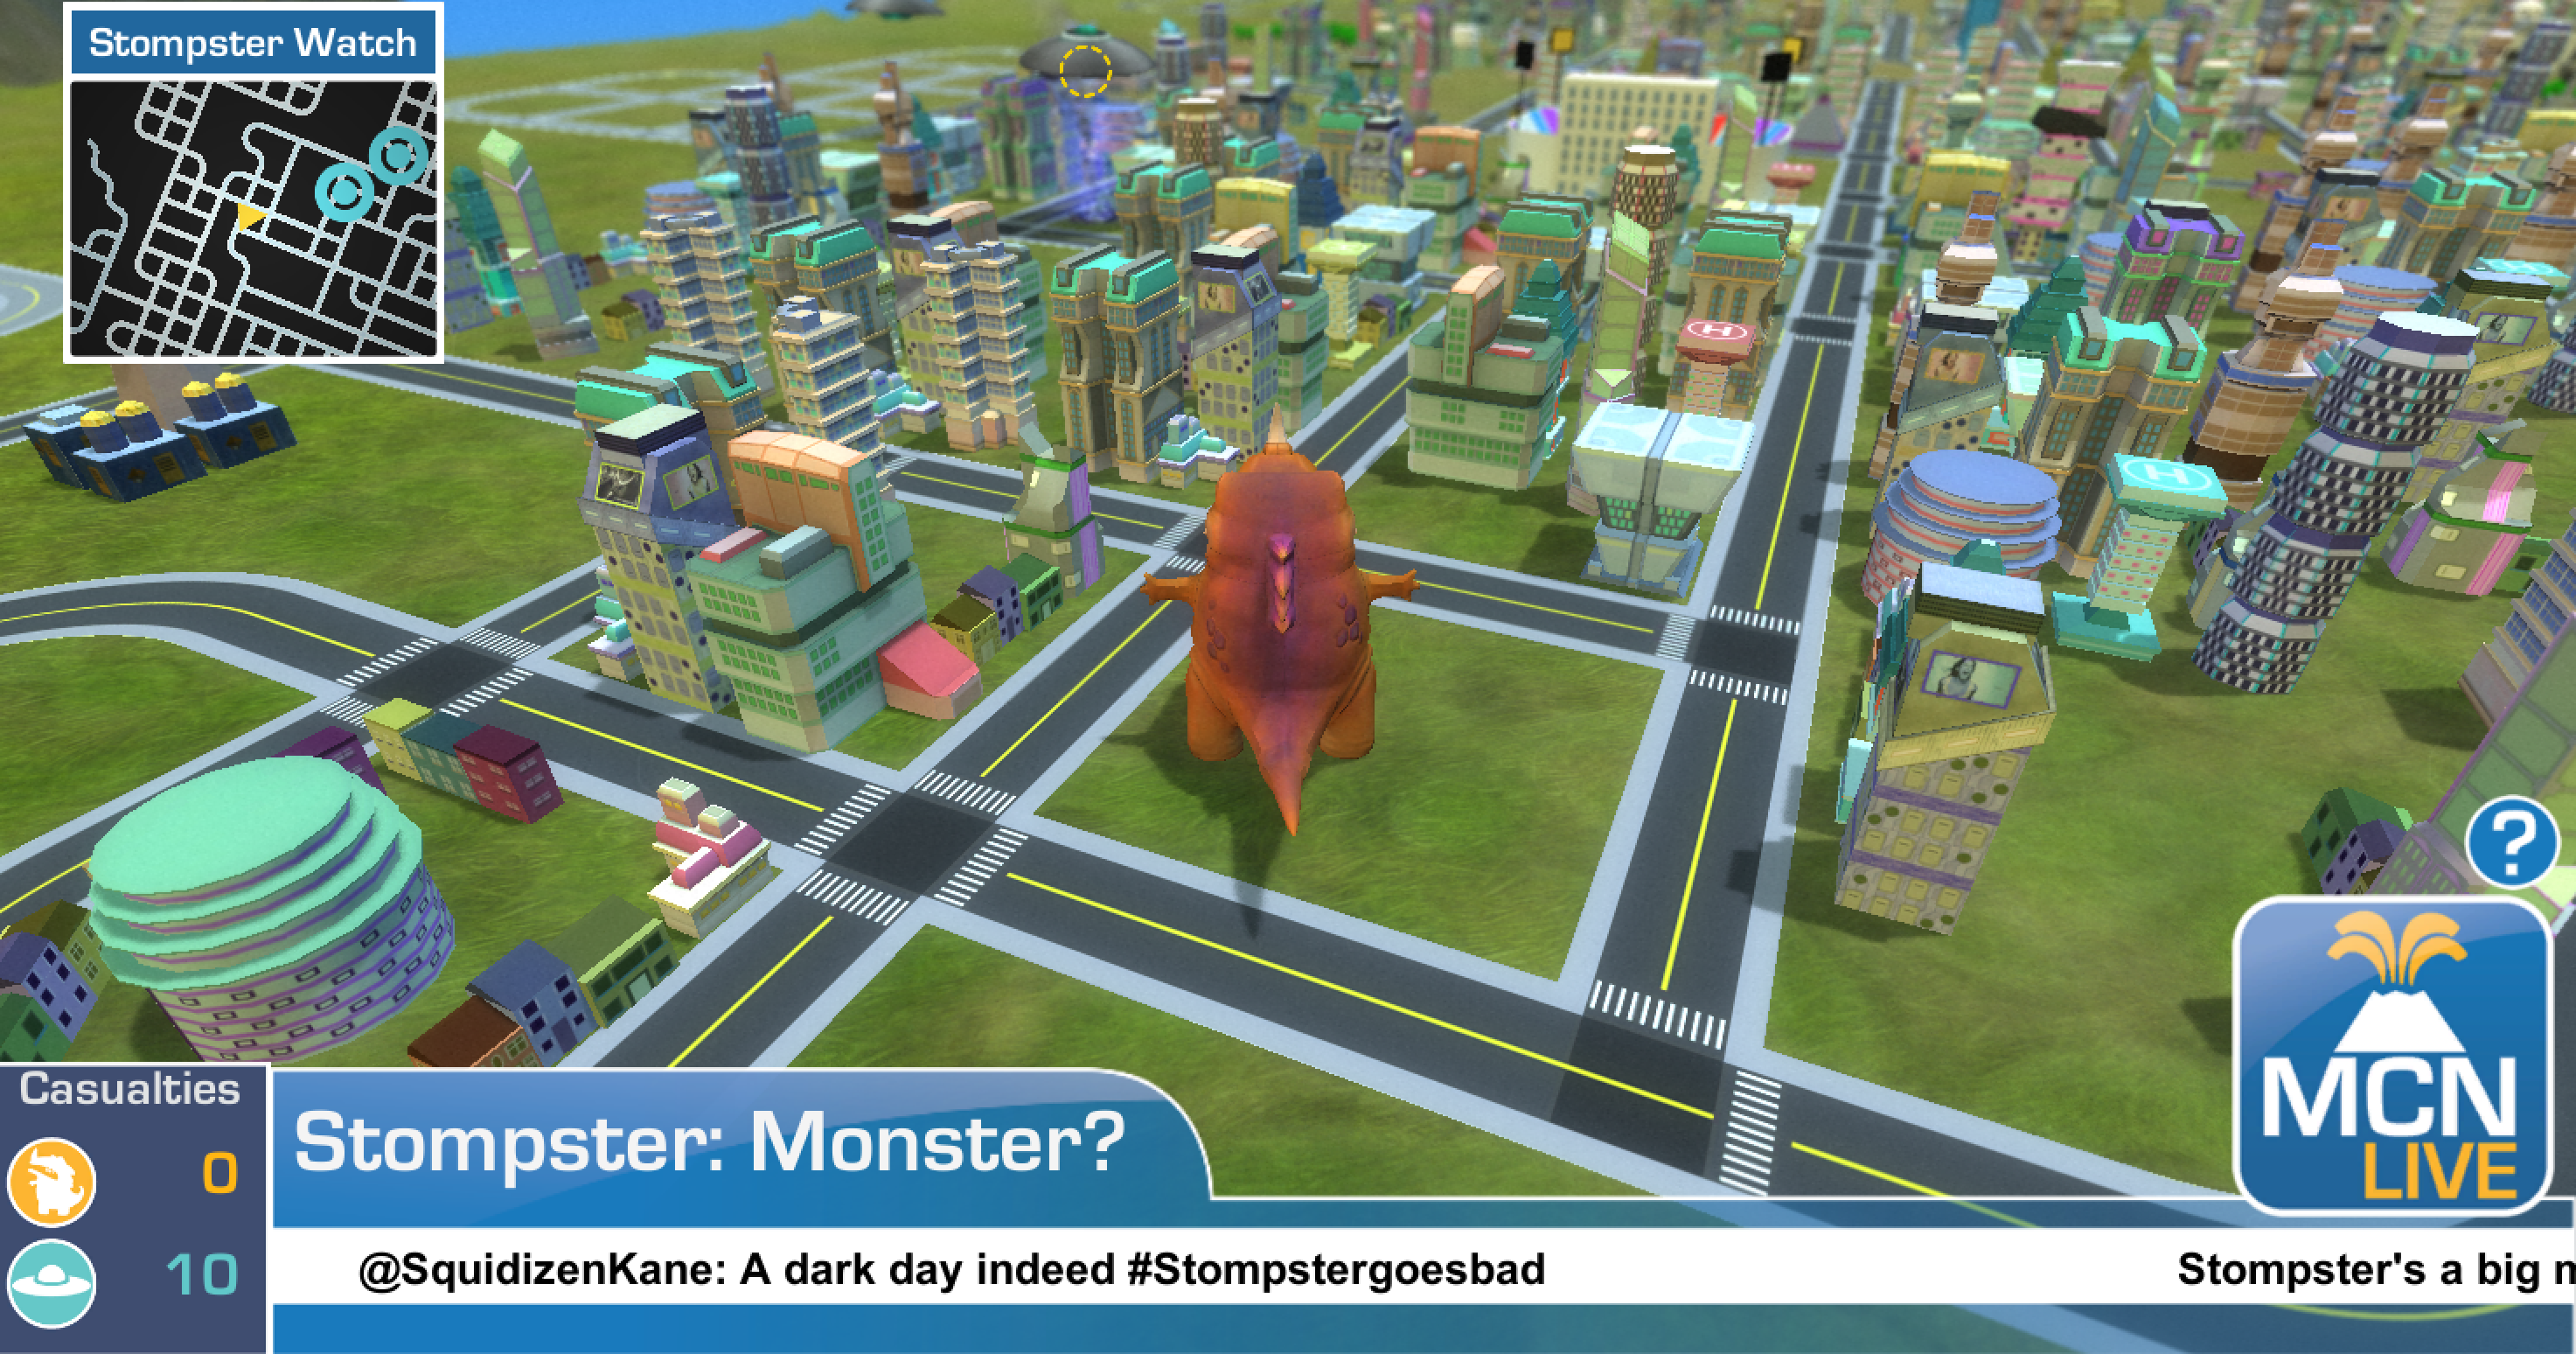 Stompster Watch
H
H
?
MCN
LIVE
Casualties
0
10
Stompster: Monster?
@SquidizenKane: A dark day indeed #Stompstergoesbad
Stompster's a big